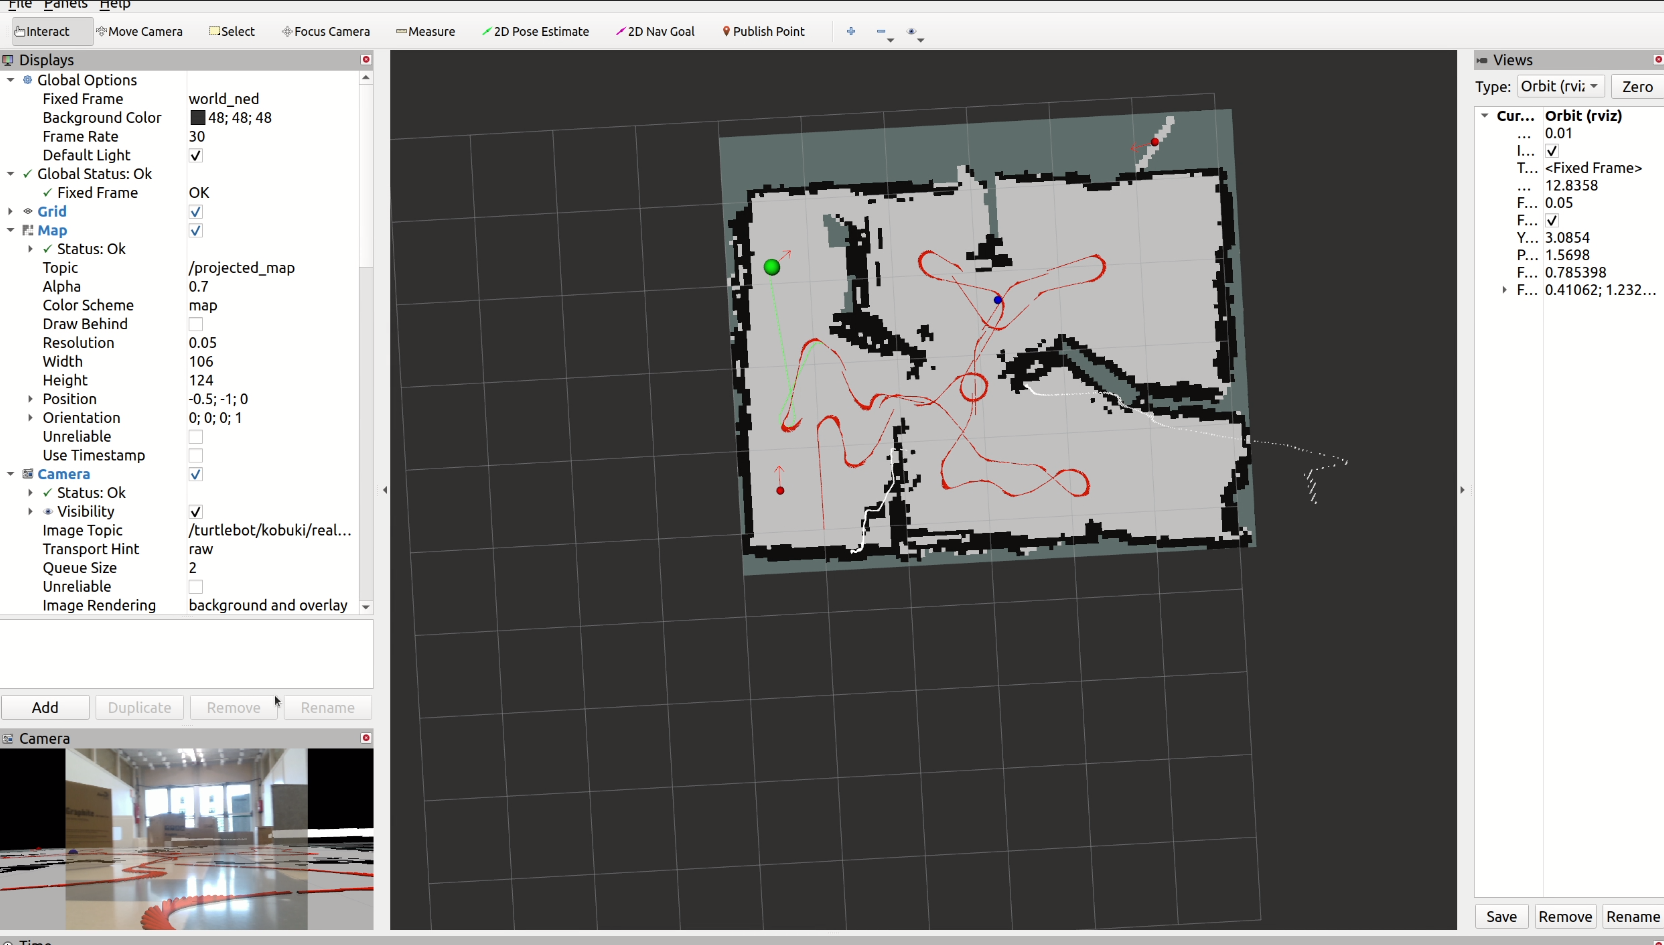 File Panels Help
Interact Move Camera Select Focus Camera Measure 2D Pose Estimate 2D Nav Goal Publish Point
Displays
Global Options
Fixed Frame world_ned
Background Color 48; 48; 48
Frame Rate 30
Default Light
Global Status: Ok
Fixed Frame OK
Grid
Map
Status: Ok
Topic /projected_map
Alpha 0.7
Color Scheme map
Draw Behind
Resolution 0.05
Width 106
Height 124
Position -0.5; -1; 0
Orientation 0; 0; 0; 1
Unreliable
Use Timestamp
Camera
Status: Ok
Visibility
Image Topic /turtlebot/kobuki/real...
Transport Hint raw
Queue Size 2
Unreliable
Image Rendering background and overlay
Add Duplicate Remove Rename
Camera
Time
Views
Type: Orbit (rviz Zero
Cur... Orbit (rviz)
... 0.01
I...
T... <Fixed Frame>
... 12.8358
F... 0.05
F...
Y... 3.0854
P... 1.5698
F... 0.785398
F... 0.41062; 1.232...
Save Remove Rename